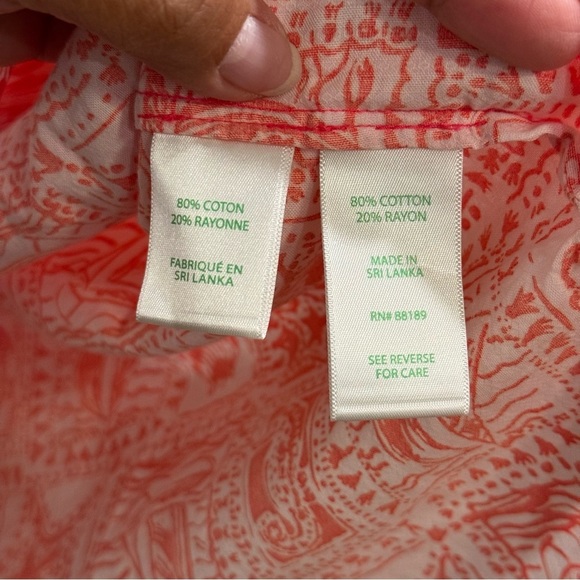 80% COTON
20% RAYONNE
FABRIQUÉ EN
SRI LANKA
80% COTTON
20% RAYON
MADE IN
SRI LANKA
RN# 88189
SEE REVERSE
FOR CARE